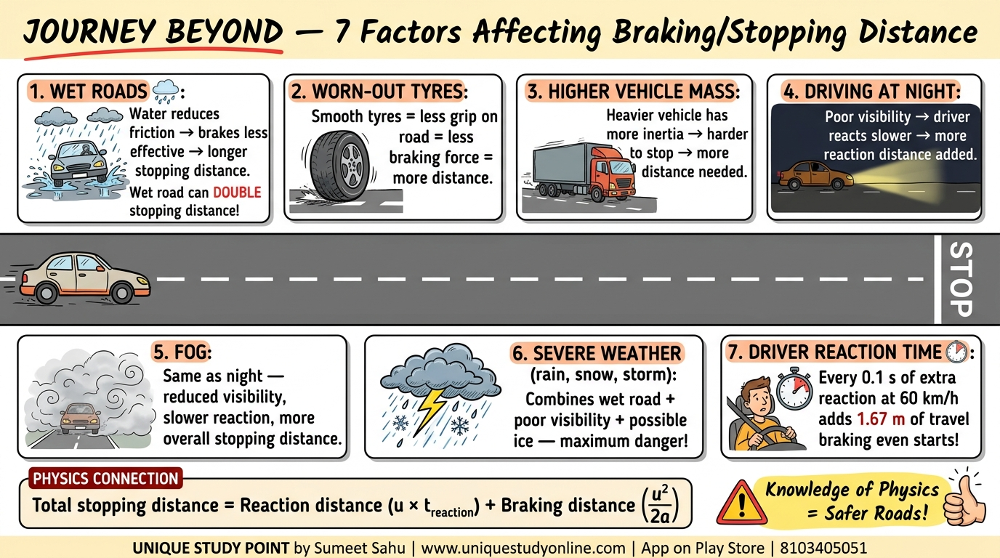 JOURNEY BEYOND — 7 Factors Affecting Braking/Stopping Distance
1. WET ROADS :
Water reduces
friction → brakes less
effective → longer
stopping distance.
Wet road can DOUBLE
stopping distance!
2. WORN-OUT TYRES:
Smooth tyres = less grip on
road = less
braking force =
more distance.
3. HIGHER VEHICLE MASS:
Heavier vehicle has
more inertia → harder
to stop → more
distance needed.
4. DRIVING AT NIGHT:
Poor visibility → driver
reacts slower → more
reaction distance added.
STOP
5. FOG:
Same as night —
reduced visibility,
slower reaction, more
overall stopping distance.
6. SEVERE WEATHER
(rain, snow, storm):
Combines wet road +
poor visibility + possible
ice — maximum danger!
7. DRIVER REACTION TIME :
Every 0.1 s of extra
reaction at 60 km/h
adds 1.67 m of travel
braking even starts!
PHYSICS CONNECTION
Total stopping distance = Reaction distance (u × t_reaction) + Braking distance (u²/2a)
Knowledge of Physics
= Safer Roads!
UNIQUE STUDY POINT by Sumeet Sahu | www.uniquestudyonline.com | App on Play Store | 8103405051